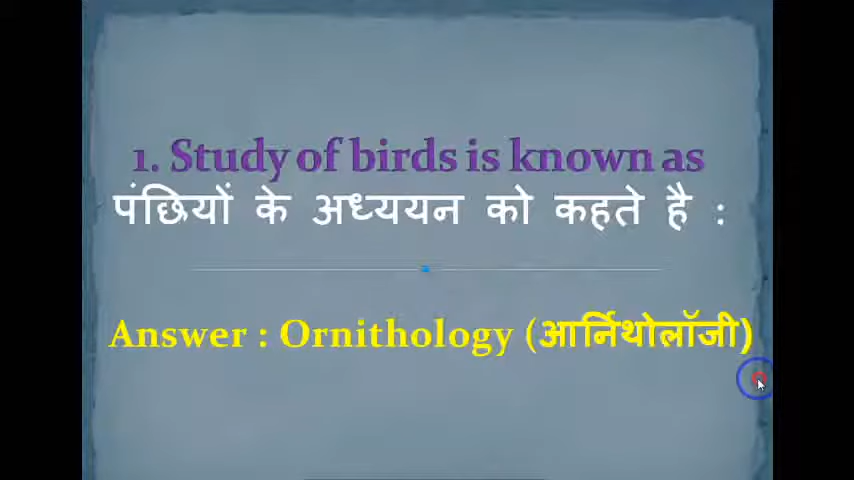 1. Study of birds is known as
पंछियों के अध्ययन को कहते है :
Answer : Ornithology (आर्निथोलॉजी)